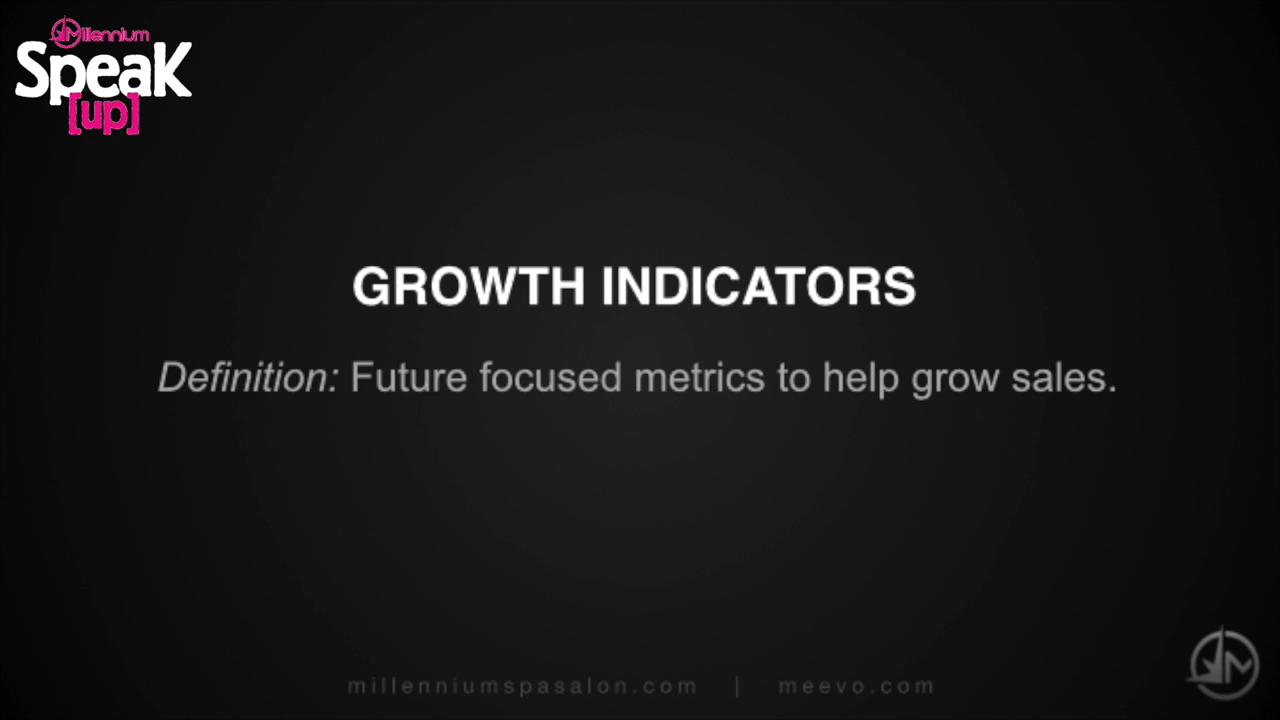 Millennium
Speak
[up]
GROWTH INDICATORS
Definition: Future focused metrics to help grow sales.
millenniumspasalon.com | meevo.com